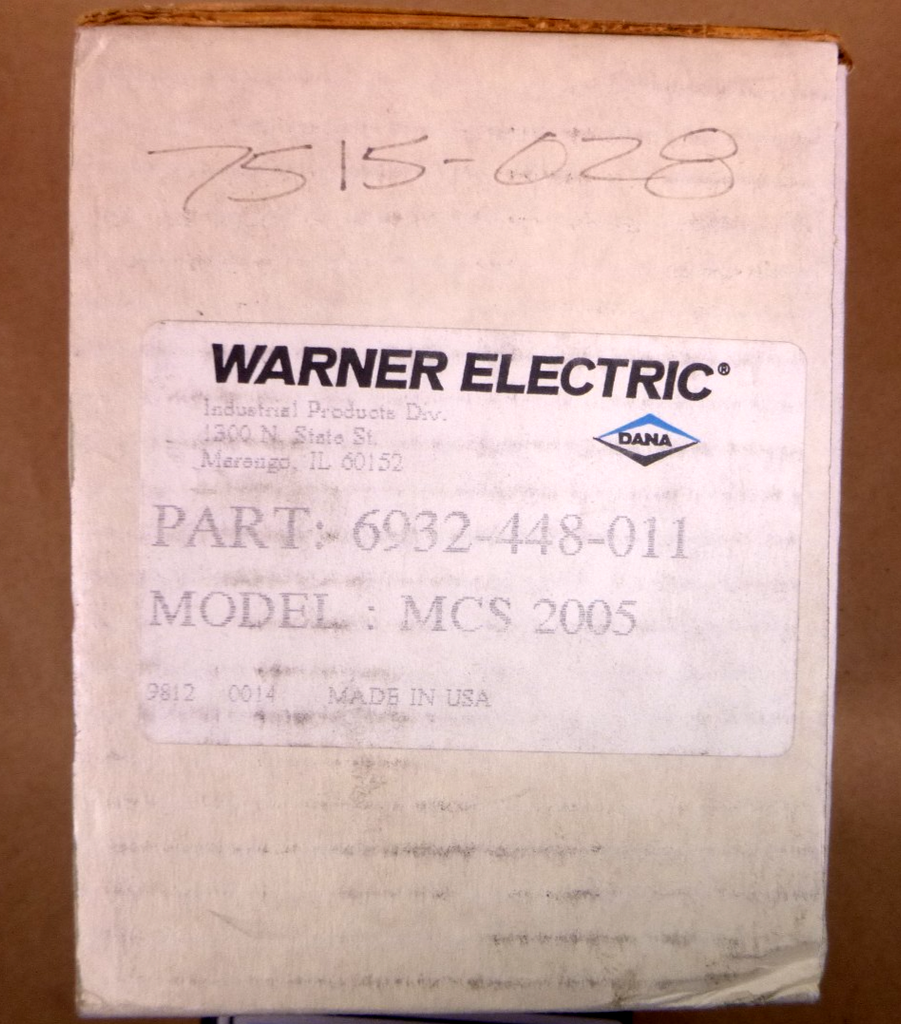 7515-028
WARNER ELECTRIC®
Industrial Products Div.
1300 N. State St.
Marengo, IL 60152
DANA
PART: 6932-448-011
MODEL : MCS 2005
9812 0014 MADE IN USA